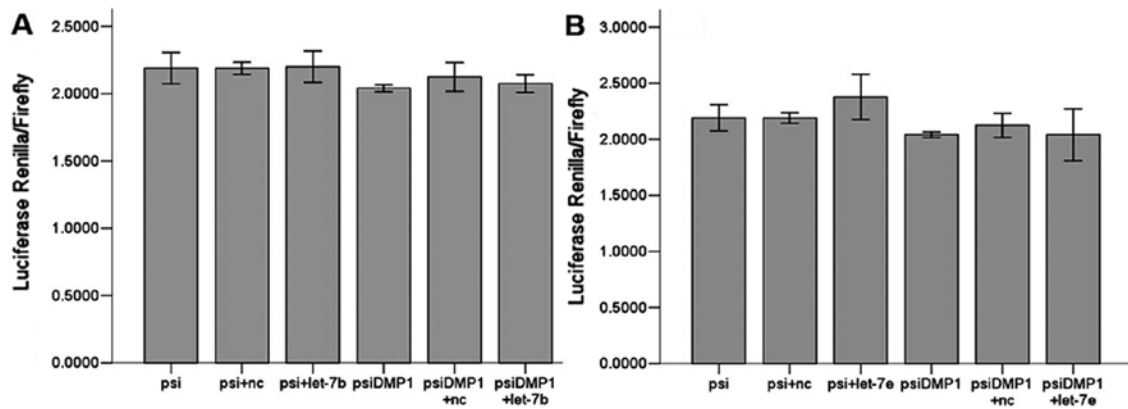 A
Luciferase Renilla/Firefly
2.5000
2.0000
1.5000
1.0000
0.5000
0.0000
psi
psi+nc
psi+let-7b
psiDMP1
psiDMP1
+nc
psiDMP1
+let-7b
B
Luciferase Renilla/Firefly
3.0000
2.5000
2.0000
1.5000
1.0000
0.5000
0.0000
psi
psi+nc
psi+let-7e
psiDMP1
psiDMP1
+nc
psiDMP1
+let-7e